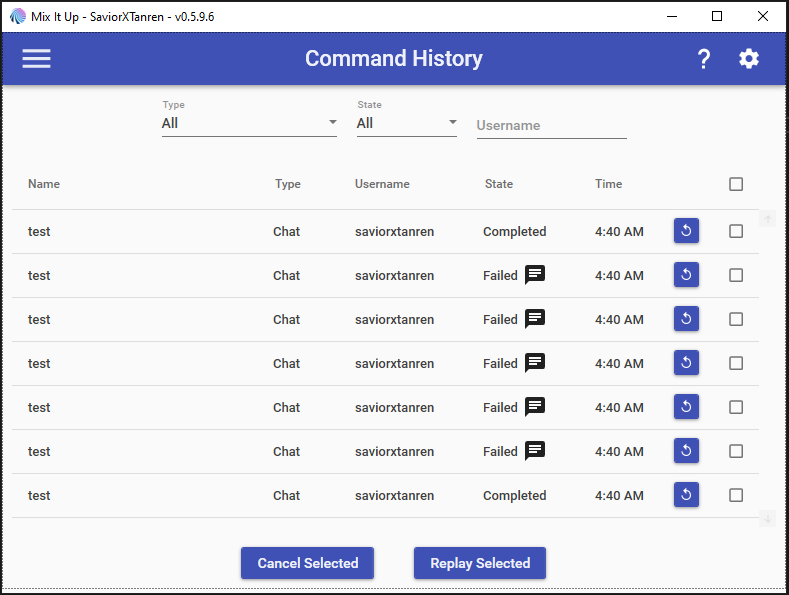 Mix It Up - SaviorXTanren - v0.5.9.6
Command History
?
Type State
All All Username
Name Type Username State Time
test Chat saviorxtanren Completed 4:40 AM
test Chat saviorxtanren Failed 4:40 AM
test Chat saviorxtanren Failed 4:40 AM
test Chat saviorxtanren Failed 4:40 AM
test Chat saviorxtanren Failed 4:40 AM
test Chat saviorxtanren Failed 4:40 AM
test Chat saviorxtanren Completed 4:40 AM
Cancel Selected Replay Selected